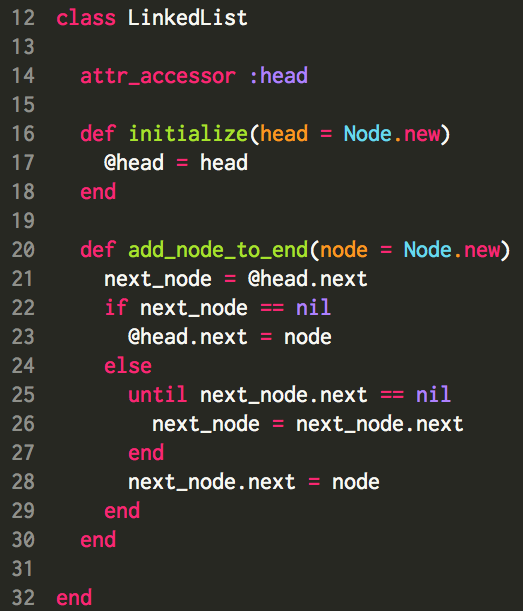 12 class LinkedList
13
14   attr_accessor :head
15
16   def initialize(head = Node.new)
17     @head = head
18   end
19
20   def add_node_to_end(node = Node.new)
21     next_node = @head.next
22     if next_node == nil
23       @head.next = node
24     else
25       until next_node.next == nil
26         next_node = next_node.next
27       end
28       next_node.next = node
29     end
30   end
31
32 end